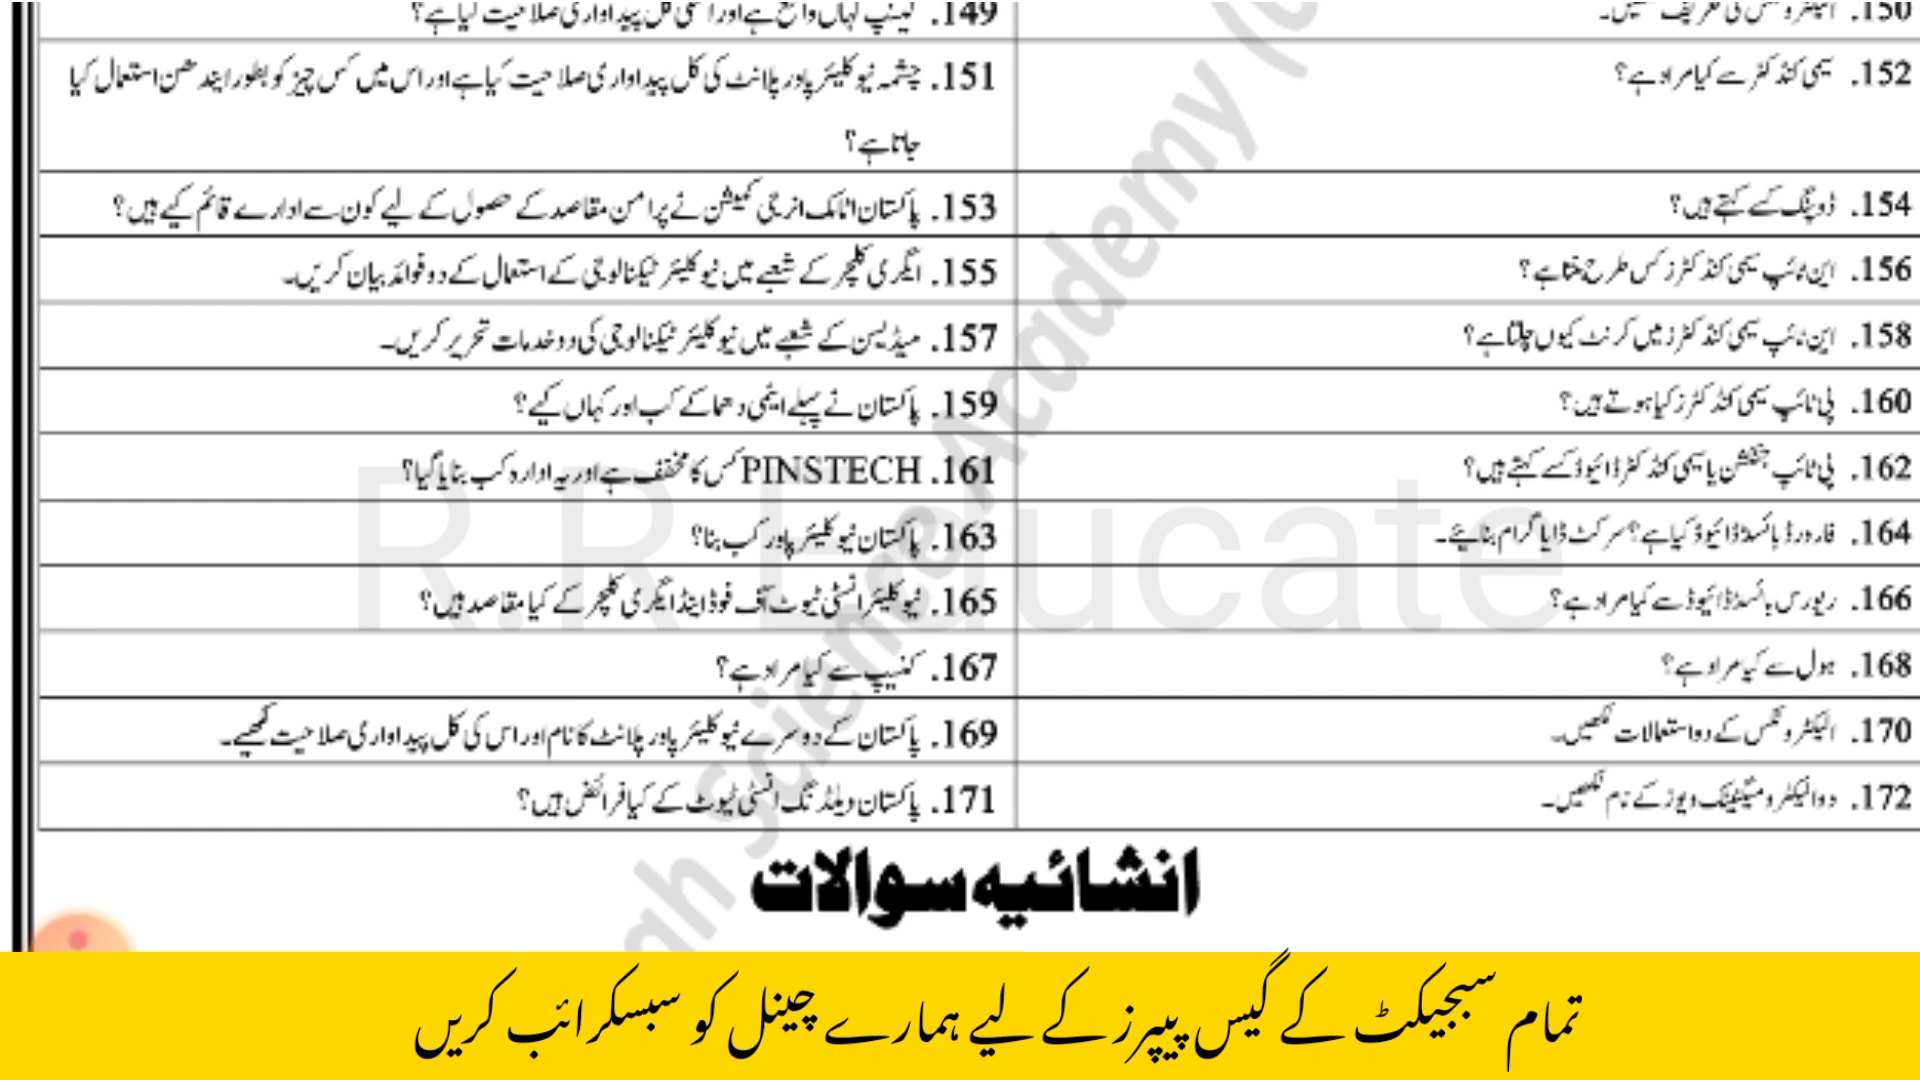 150. الیکٹرونکس کی تعریف لکھیں۔
149. کینپ کہاں واقع ہے اور اسکی کل پیداواری صلاحیت کیا ہے؟
152. سیمی کنڈکٹر سے کیا مراد ہے؟
151. چشمہ نیوکلیئر پاور پلانٹ کی کل پیداواری صلاحیت کیا ہے اور اس میں کس چیز کو بطور ایندھن استعمال کیا
جاتا ہے؟
154. ڈوپنگ کسے کہتے ہیں؟
153. پاکستان اٹامک انرجی کمیشن نے پرامن مقاصد کے حصول کے لیے کون سے ادارے قائم کیے ہیں؟
156. این ٹائپ سیمی کنڈکٹرز کس طرح بنتا ہے؟
155. ایگری کلچر کے شعبے میں نیوکلیئر ٹیکنالوجی کے استعمال کے دو فوائد بیان کریں۔
158. این ٹائپ سیمی کنڈکٹرز میں کرنٹ کیوں چلتا ہے؟
157. میڈیسن کے شعبے میں نیوکلیئر ٹیکنالوجی کی دو خدمات تحریر کریں۔
160. پی ٹائپ سیمی کنڈکٹرز کیا ہوتے ہیں؟
159. پاکستان نے پہلے ایٹمی دھماکے کب اور کہاں کیے؟
162. پی ٹائپ جنکشن یا سیمی کنڈکٹر ڈائیوڈ کسے کہتے ہیں؟
161. PINSTECH کس کا مخفف ہے اور یہ ادارہ کب بنایا گیا؟
164. فارورڈ بائسڈ ڈائیوڈ کیا ہے؟ سرکٹ ڈایا گرام بنائیے۔
163. پاکستان نیوکلیئر پاور کب بنا؟
166. ریورس بائسڈ ڈائیوڈ سے کیا مراد ہے؟
165. نیوکلیئر انسٹی ٹیوٹ آف فوڈ اینڈ ایگری کلچر کے کیا مقاصد ہیں؟
168. ہول سے کیا مراد ہے؟
167. کنسیپ سے کیا مراد ہے؟
170. الیکٹرونکس کے دو استعمالات لکھیں۔
169. پاکستان کے دوسرے نیوکلیئر پاور پلانٹ کا نام اور اس کی کل پیداواری صلاحیت لکھیے۔
172. دو الیکٹرومیگنیٹک ویوز کے نام لکھیں۔
171. پاکستان ویلڈنگ انسٹی ٹیوٹ کے کیا فرائض ہیں؟
انشائیہ سوالات
تمام سبجیکٹ کے گیس پیپرز کے لیے ہمارے چینل کو سبسکرائب کریں
Science Academy